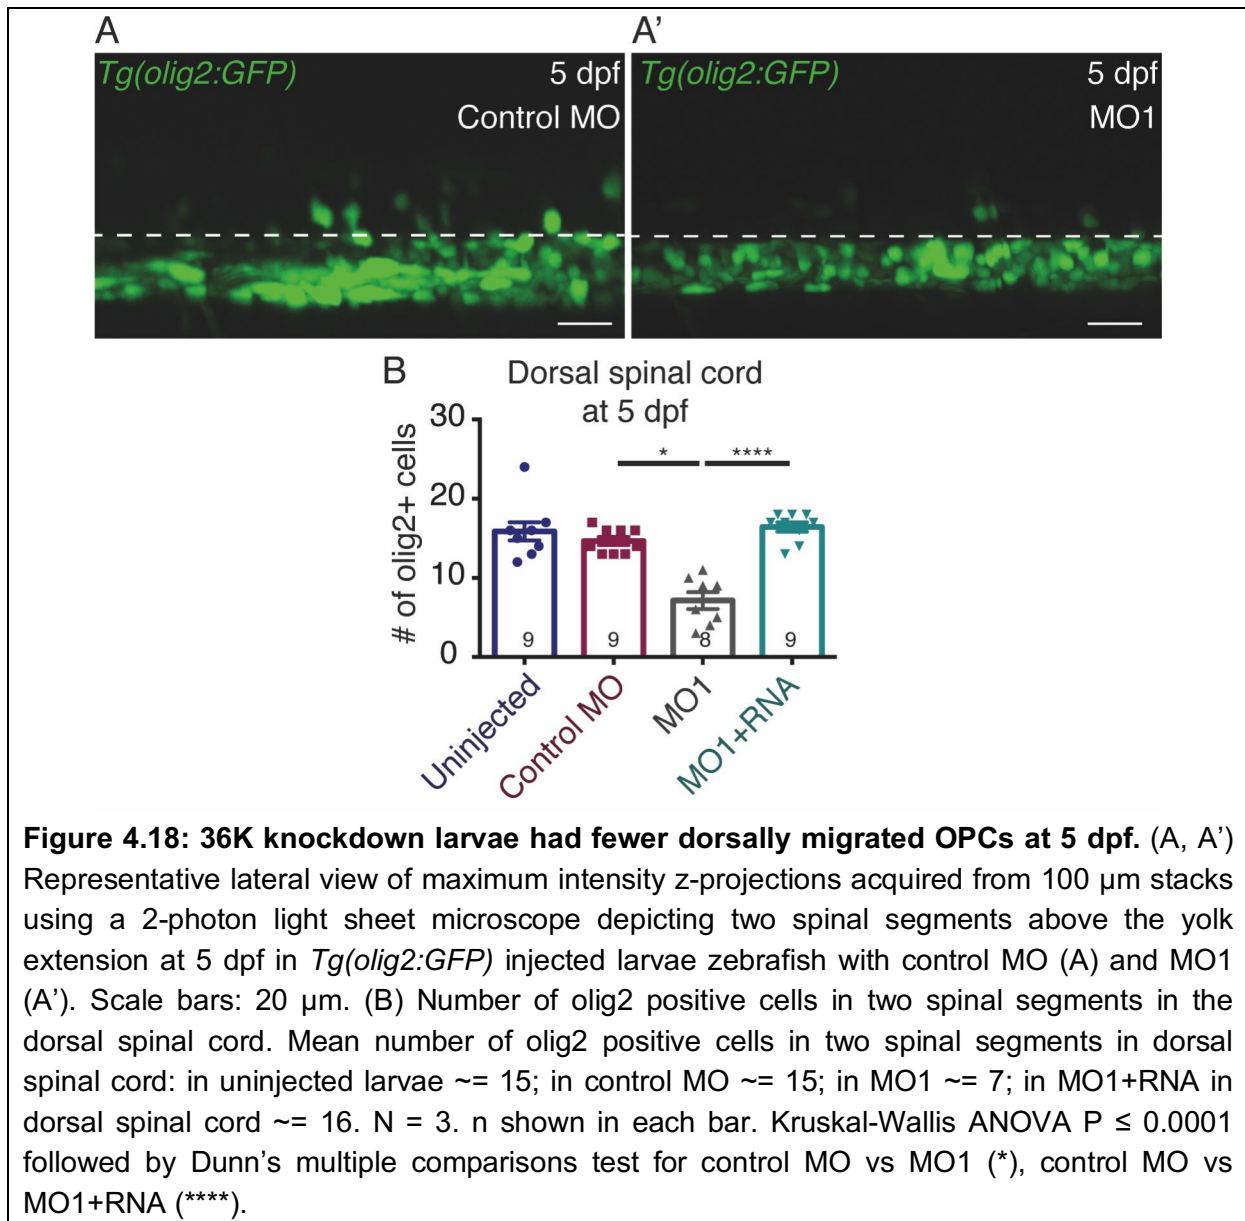 A
A’
Tg(olig2:GFP)
5 dpf
Control MO
Tg(olig2:GFP)
5 dpf
MO1
B
Dorsal spinal cord
at 5 dpf
# of olig2+ cells
30
20
10
0
*
****
9
9
8
9
Uninjected
Control MO
MO1
MO1+RNA
Figure 4.18: 36K knockdown larvae had fewer dorsally migrated OPCs at 5 dpf. (A, A’)
Representative lateral view of maximum intensity z-projections acquired from 100 µm stacks
using a 2-photon light sheet microscope depicting two spinal segments above the yolk
extension at 5 dpf in Tg(olig2:GFP) injected larvae zebrafish with control MO (A) and MO1
(A’). Scale bars: 20 µm. (B) Number of olig2 positive cells in two spinal segments in the
dorsal spinal cord. Mean number of olig2 positive cells in two spinal segments in dorsal
spinal cord: in uninjected larvae ~= 15; in control MO ~= 15; in MO1 ~= 7; in MO1+RNA in
dorsal spinal cord ~= 16. N = 3. n shown in each bar. Kruskal-Wallis ANOVA P ≤ 0.0001
followed by Dunn’s multiple comparisons test for control MO vs MO1 (*), control MO vs
MO1+RNA (****).